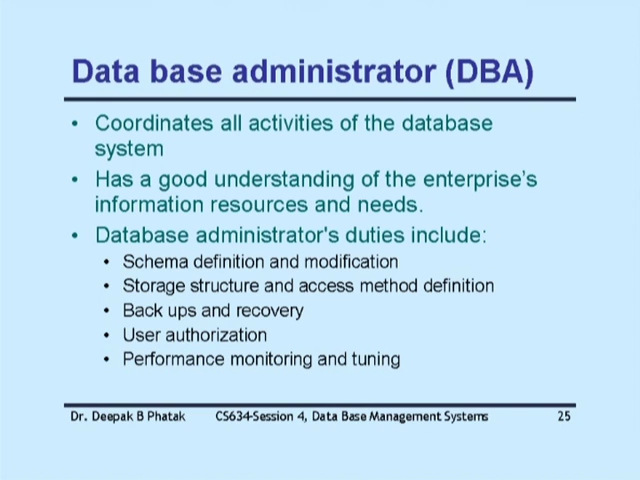 Data base administrator (DBA)
• Coordinates all activities of the database
system
• Has a good understanding of the enterprise's
information resources and needs.
• Database administrator's duties include:
• Schema definition and modification
• Storage structure and access method definition
• Back ups and recovery
• User authorization
• Performance monitoring and tuning
Dr. Deepak B Phatak CS634-Session 4, Data Base Management Systems 25